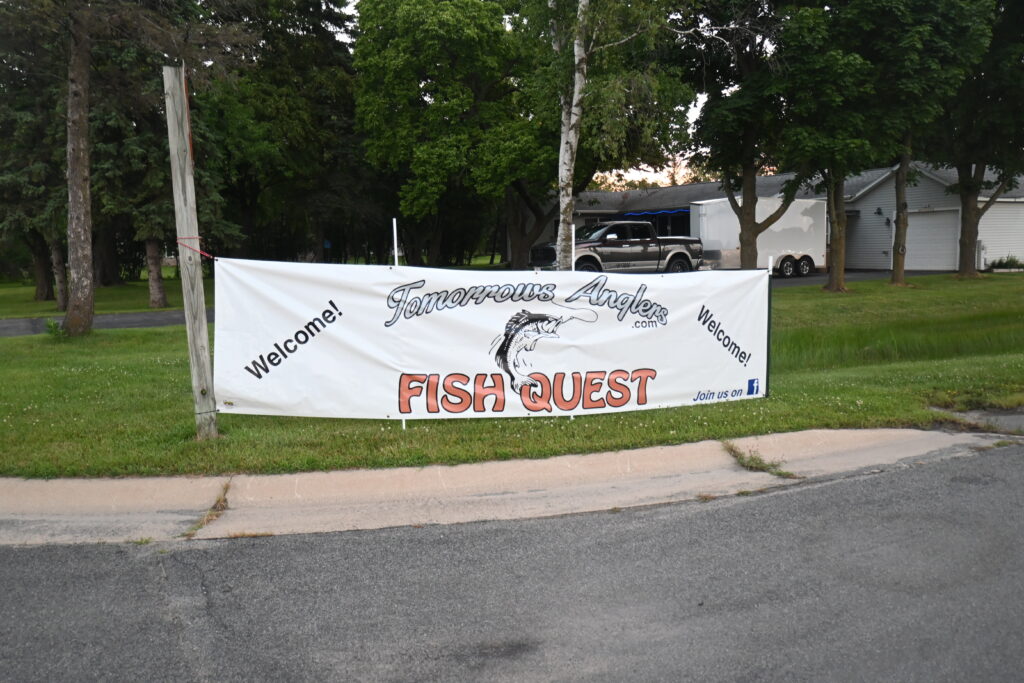 Welcome!
Tomorrows Anglers
.com
Welcome!
FISH QUEST
Join us on f